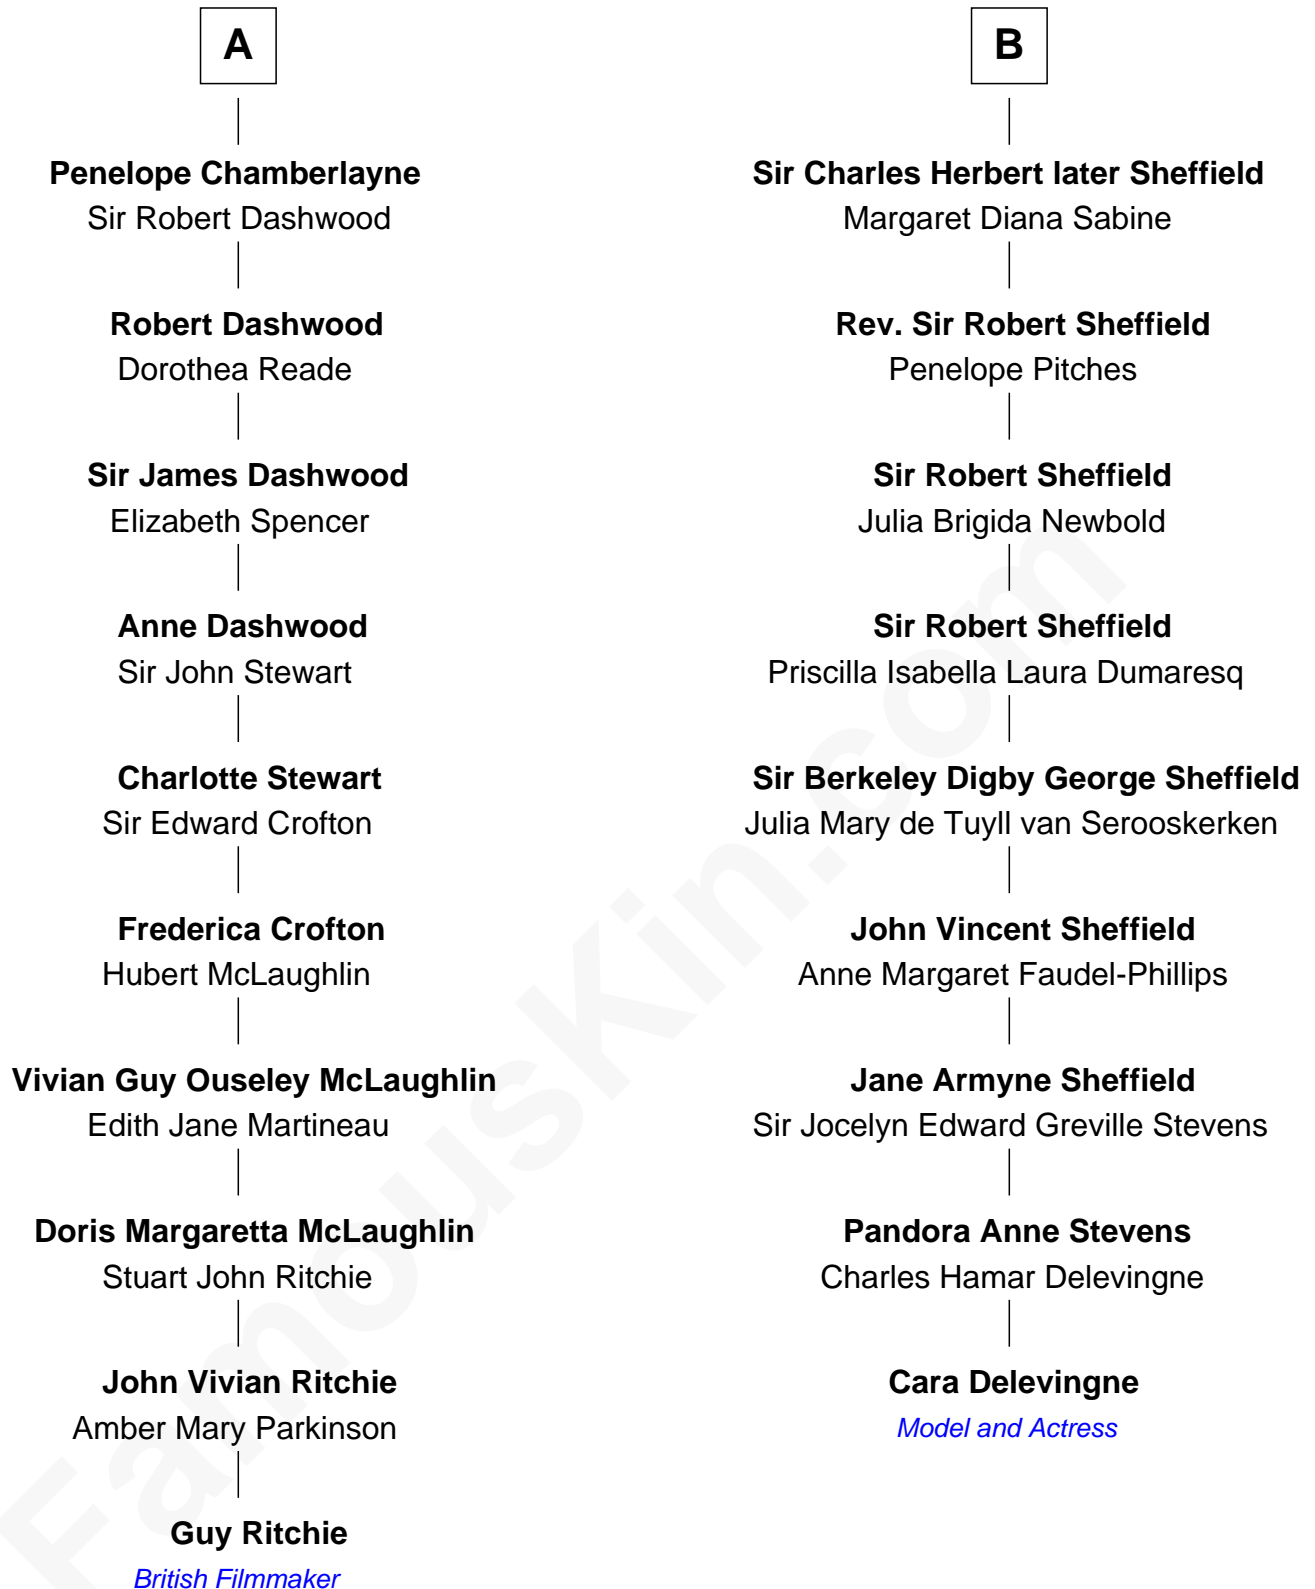 A
Penelope Chamberlayne
Sir Robert Dashwood
Robert Dashwood
Dorothea Reade
Sir James Dashwood
Elizabeth Spencer
Anne Dashwood
Sir John Stewart
Charlotte Stewart
Sir Edward Crofton
Frederica Crofton
Hubert McLaughlin
Vivian Guy Ouseley McLaughlin
Edith Jane Martineau
Doris Margaretta McLaughlin
Stuart John Ritchie
John Vivian Ritchie
Amber Mary Parkinson
Guy Ritchie
British Filmmaker
B
Sir Charles Herbert later Sheffield
Margaret Diana Sabine
Rev. Sir Robert Sheffield
Penelope Pitches
Sir Robert Sheffield
Julia Brigida Newbold
Sir Robert Sheffield
Priscilla Isabella Laura Dumaresq
Sir Berkeley Digby George Sheffield
Julia Mary de Tuyll van Serooskerken
John Vincent Sheffield
Anne Margaret Faudel-Phillips
Jane Armyne Sheffield
Sir Jocelyn Edward Greville Stevens
Pandora Anne Stevens
Charles Hamar Delevingne
Cara Delevingne
Model and Actress
FamousKin.com